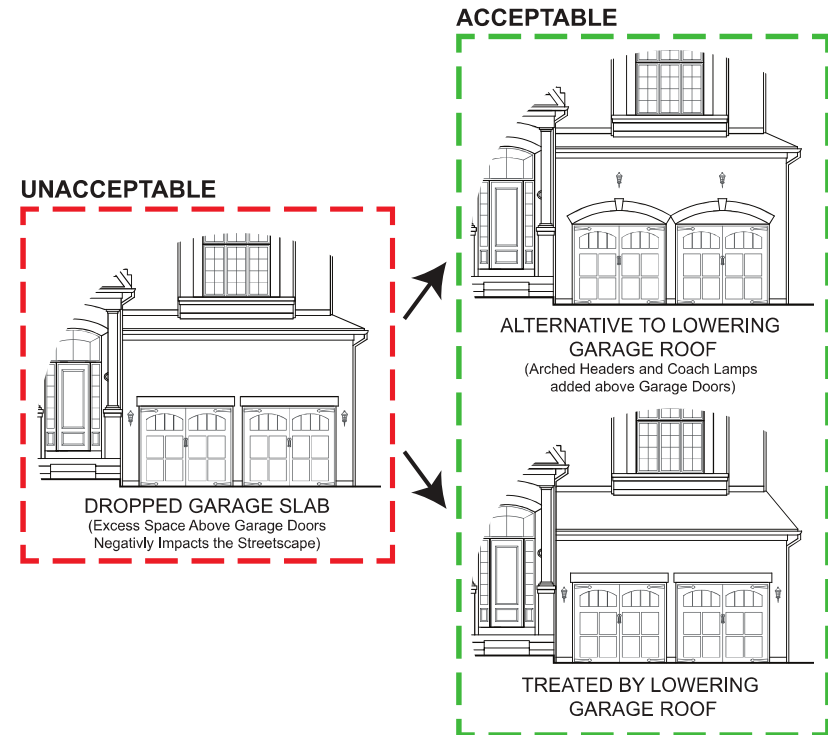 ACCEPTABLE
UNACCEPTABLE
ALTERNATIVE TO LOWERING
GARAGE ROOF
(Arched Headers and Coach Lamps
added above Garage Doors)
DROPPED GARAGE SLAB
(Excess Space Above Garage Doors
Negativly Impacts the Streetscape)
TREATED BY LOWERING
GARAGE ROOF